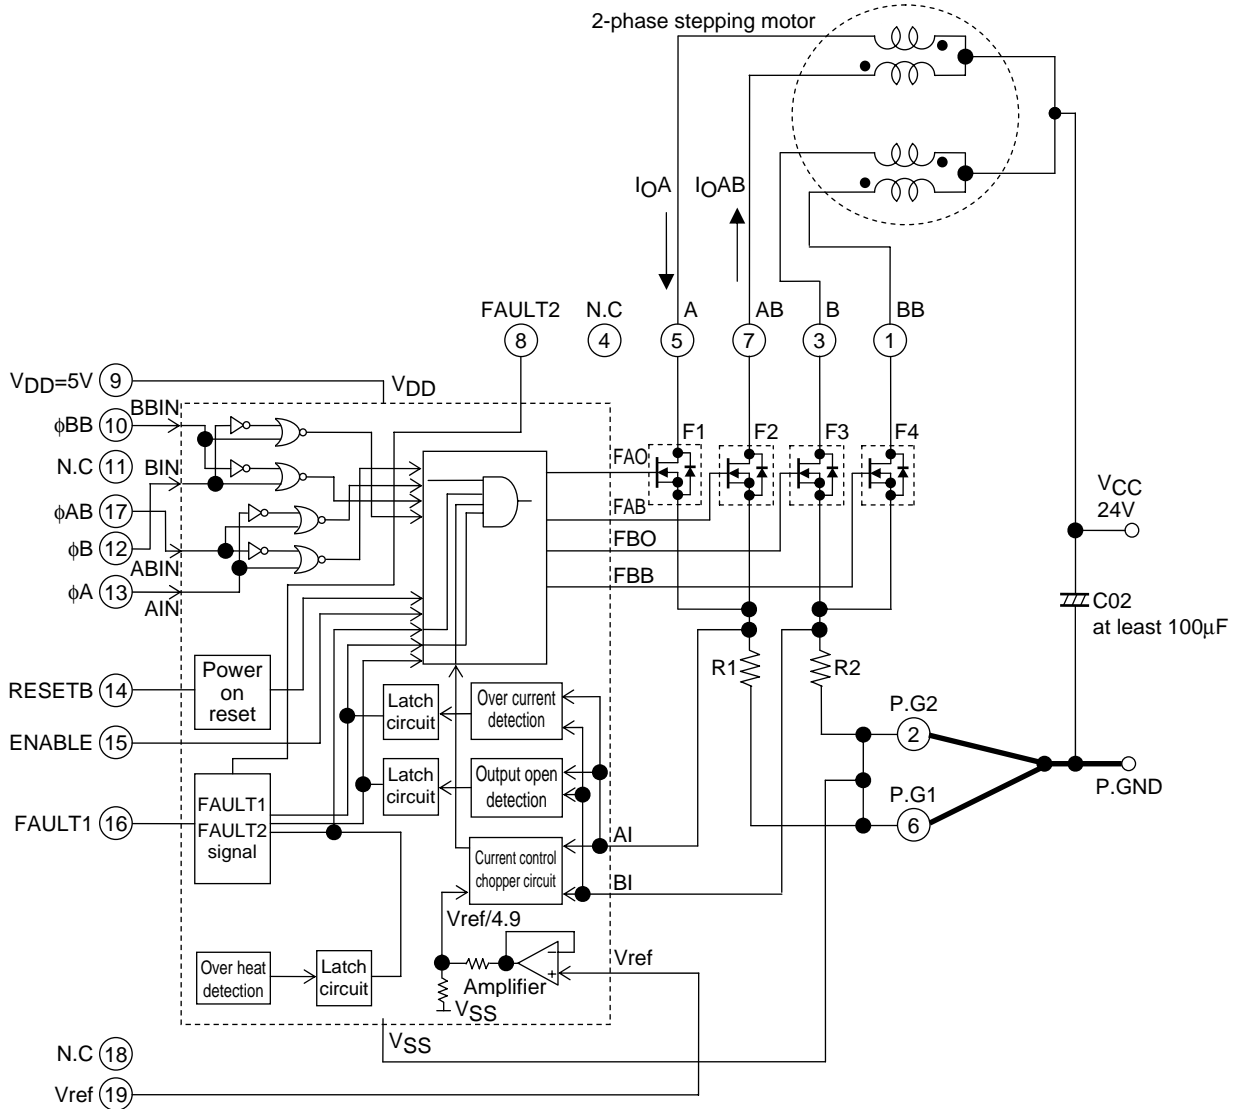 2-phase stepping motor
IOA
IOAB
FAULT2
N.C
A
AB
B
BB
8
4
5
7
3
1
VDD=5V
9
VDD
BBIN
φBB
10
N.C
11
BIN
φAB
17
φB
12
ABIN
φA
13
AIN
F1
F2
F3
F4
FAO
FAB
FBO
FBB
VCC
24V
C02
at least 100μF
R1
R2
RESETB
14
Power
on
reset
ENABLE
15
Latch
circuit
Over current
detection
P.G2
2
P.GND
P.G1
6
Latch
circuit
Output open
detection
FAULT1
16
FAULT1
FAULT2
signal
AI
Current control
chopper circuit
BI
Vref/4.9
Over heat
detection
Latch
circuit
−
+
Amplifier
Vref
VSS
VSS
N.C
18
Vref
19